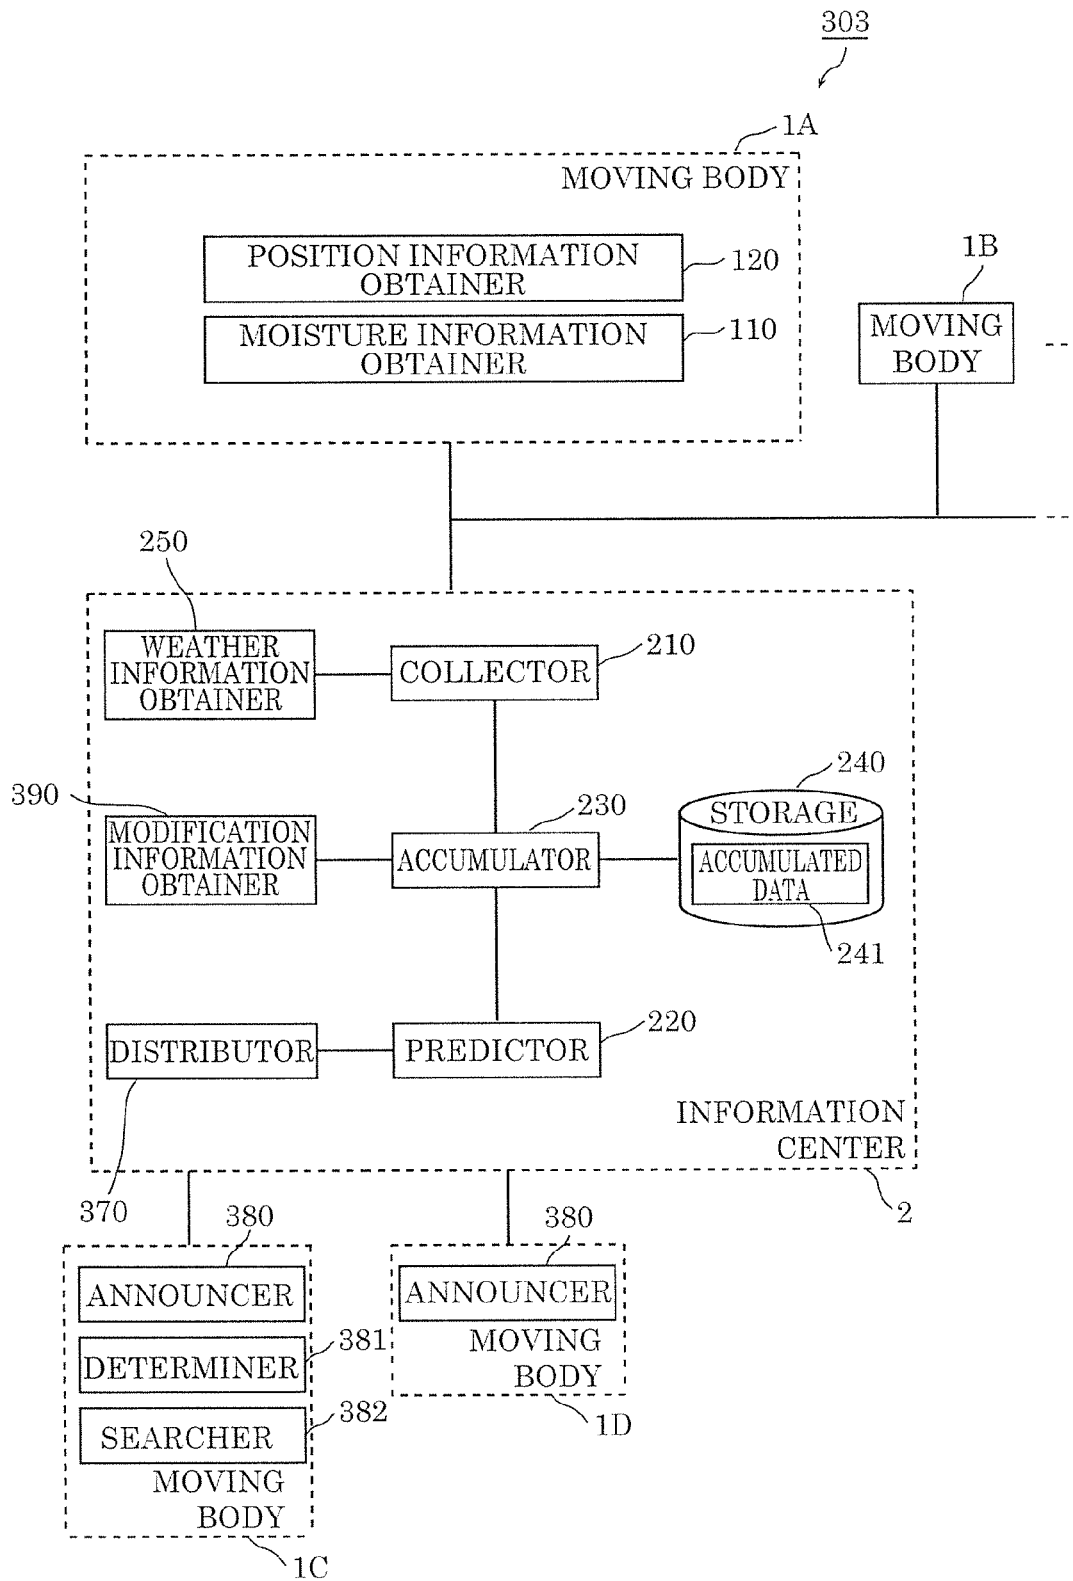 303
1A
MOVING BODY
POSITION INFORMATION
OBTAINER
120
MOISTURE INFORMATION
OBTAINER
110
1B
MOVING
BODY
250
WEATHER
INFORMATION
OBTAINER
COLLECTOR
210
390
MODIFICATION
INFORMATION
OBTAINER
ACCUMULATOR
230
240
STORAGE
ACCUMULATED
DATA
241
DISTRIBUTOR
PREDICTOR
220
INFORMATION
CENTER
370
2
380
ANNOUNCER
DETERMINER
381
SEARCHER
382
MOVING
BODY
1C
380
ANNOUNCER
MOVING
BODY
1D